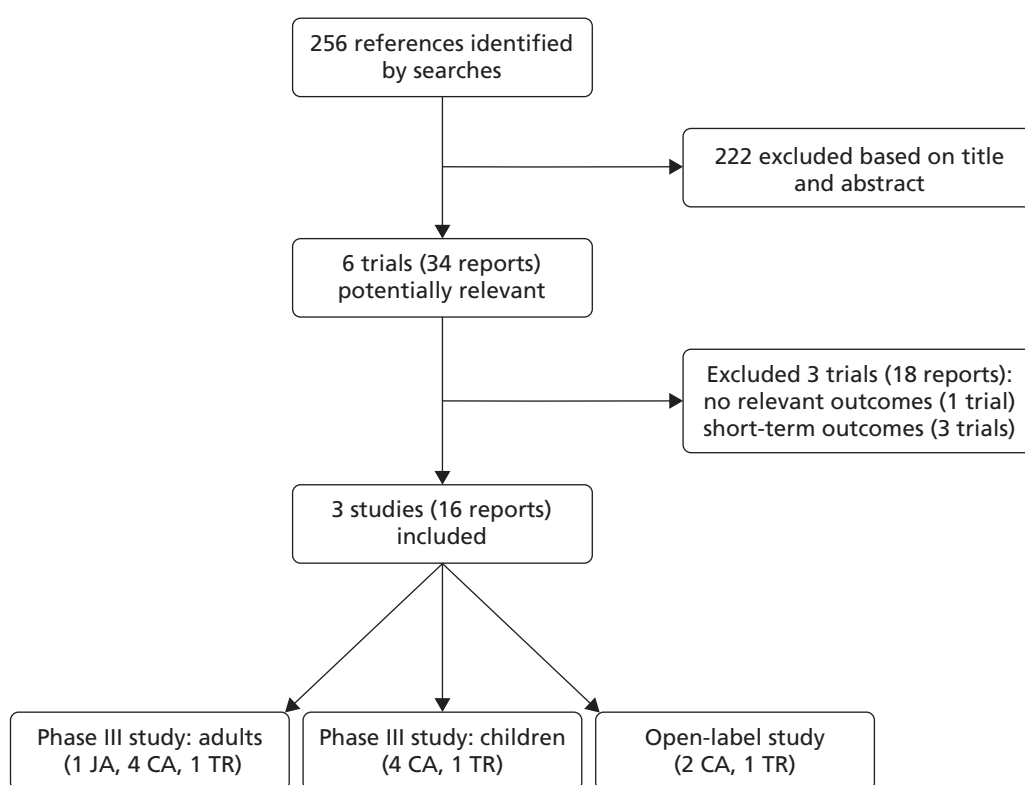 256 references identified
by searches
222 excluded based on title
and abstract
6 trials (34 reports)
potentially relevant
Excluded 3 trials (18 reports):
no relevant outcomes (1 trial)
short-term outcomes (3 trials)
3 studies (16 reports)
included
Phase III study: adults
(1 JA, 4 CA, 1 TR)
Phase III study: children
(4 CA, 1 TR)
Open-label study
(2 CA, 1 TR)